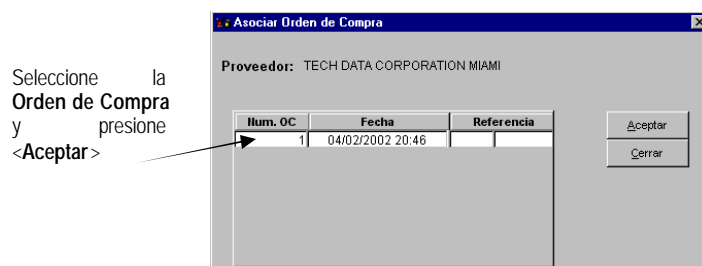 Asociar Orden de Compra
Proveedor: TECH DATA CORPORATION MIAMI
Seleccione la
Orden de Compra
y presione
<Aceptar>
Num. OC Fecha Referencia
1 04/02/2002 20:46
Aceptar
Cerrar